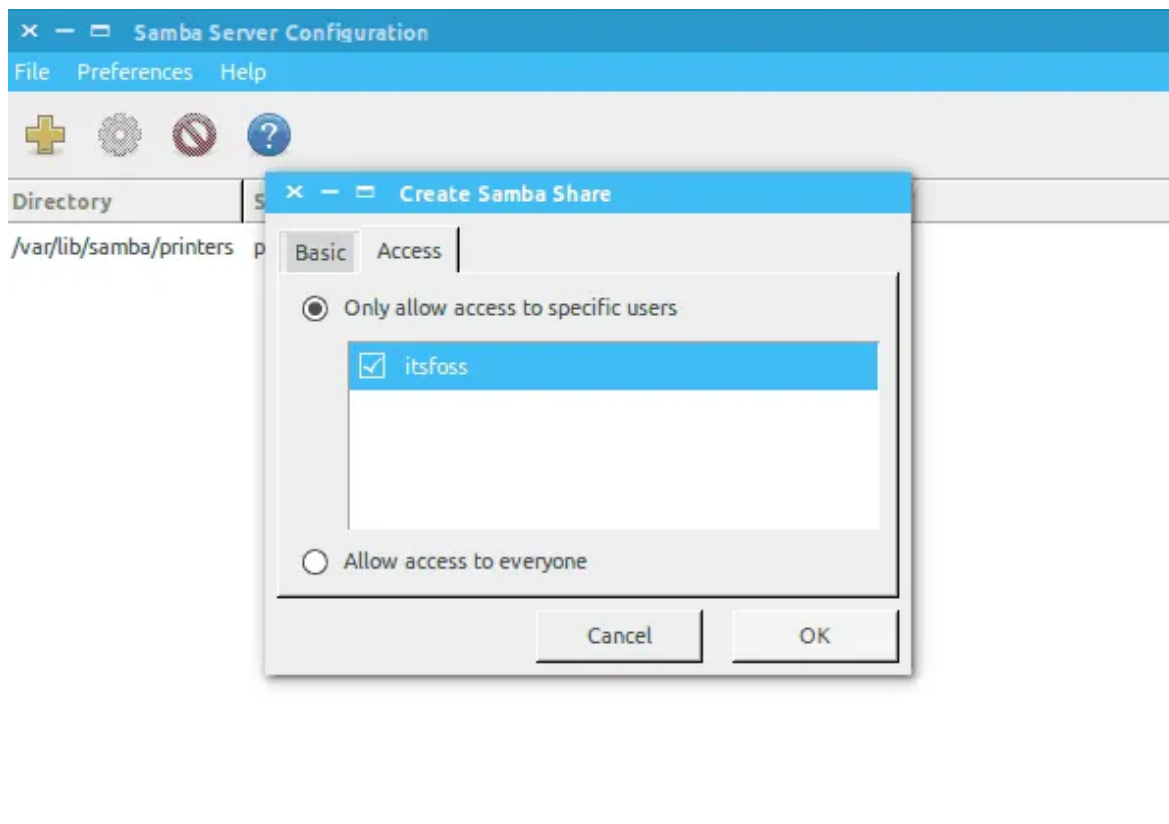 Samba Server Configuration
File Preferences Help
?
Directory S
Create Samba Share
/var/lib/samba/printers p
Basic Access
Only allow access to specific users
itsfoss
Allow access to everyone
Cancel OK